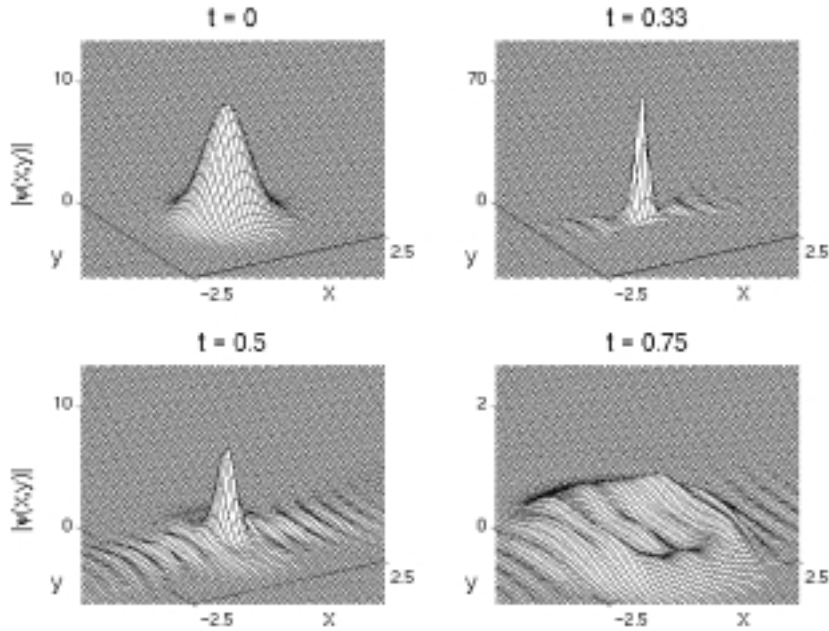 t = 0
t = 0.33
10
0
|ψ(x,y)|
y
-2.5
x
2.5
70
0
y
-2.5
x
2.5
t = 0.5
t = 0.75
10
0
|ψ(x,y)|
y
-2.5
x
2.5
2
0
y
-2.5
x
2.5